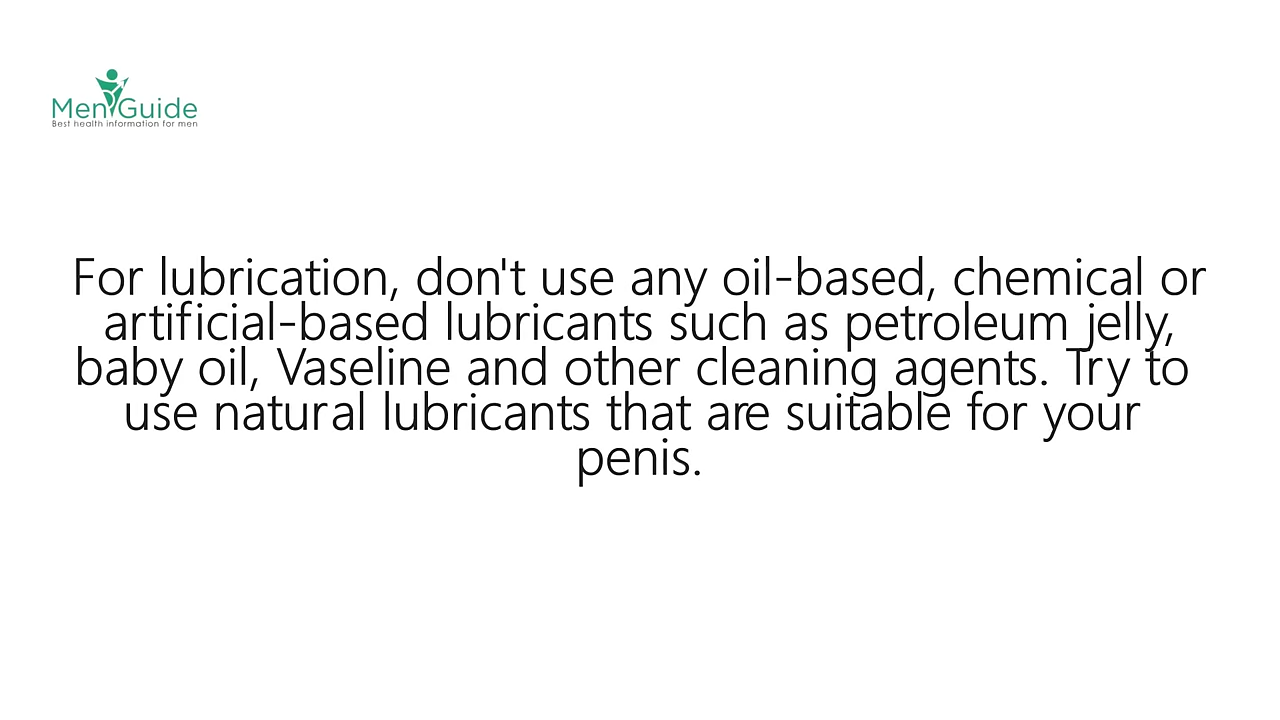 Men Guide
Best health information for men
For lubrication, don't use any oil-based, chemical or
artificial-based lubricants such as petroleum jelly,
baby oil, Vaseline and other cleaning agents. Try to
use natural lubricants that are suitable for your
penis.